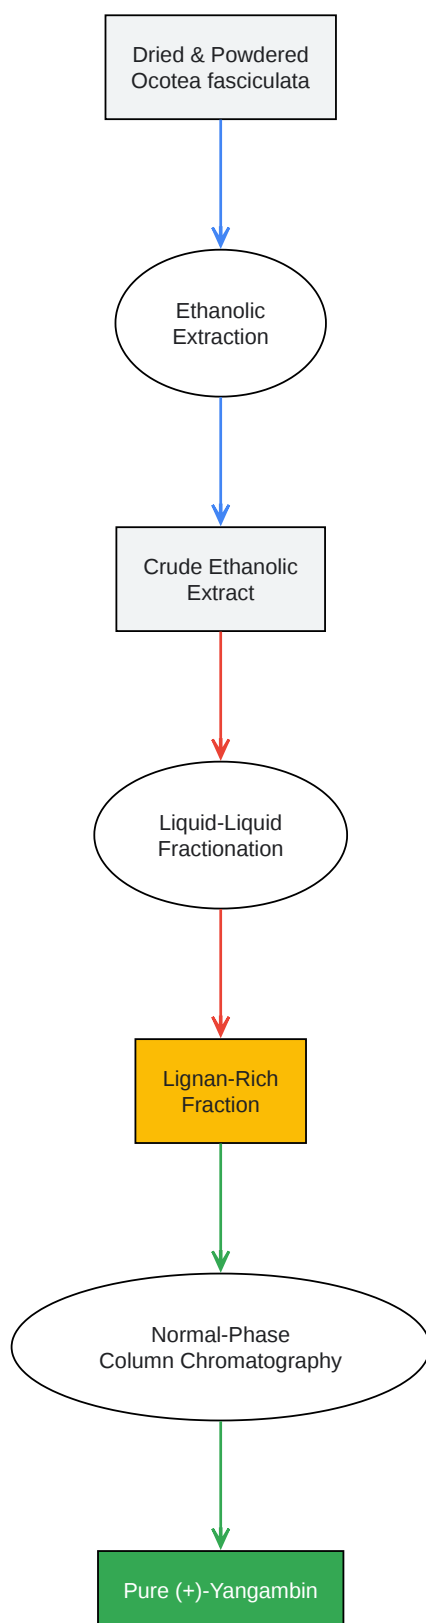 Dried & Powdered
Ocotea fasciculata
Ethanolic
Extraction
Crude Ethanolic
Extract
Liquid-Liquid
Fractionation
Lignan-Rich
Fraction
Normal-Phase
Column Chromatography
Pure (+)-Yangambin